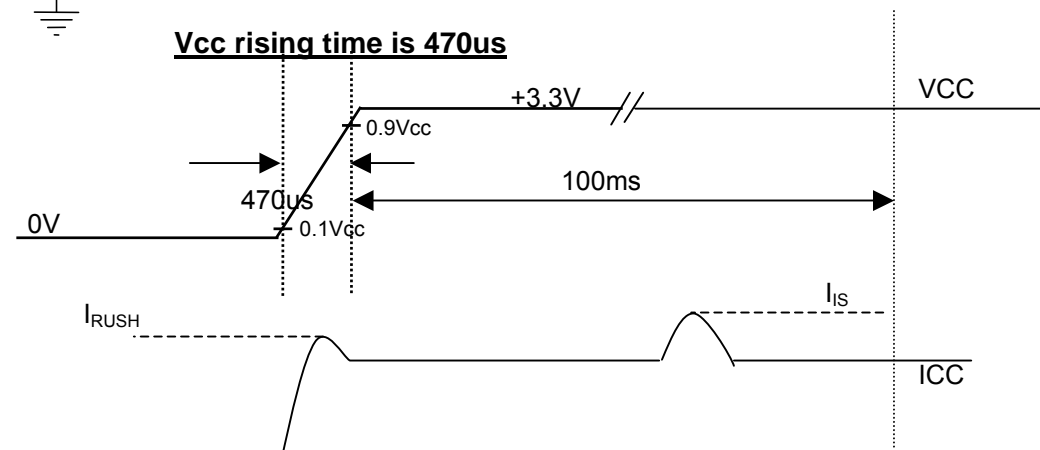 Vcc rising time is 470us
VCC
+3.3V
0.9Vcc
100ms
470us
0V
0.1Vcc
IIS
IRUSH
ICC